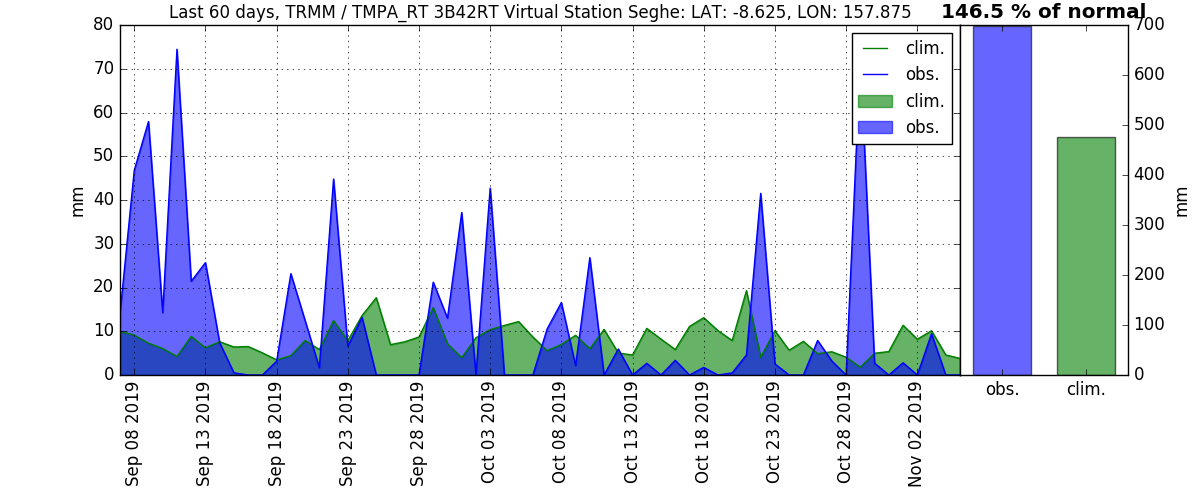 Last 60 days, TRMM / TMPA_RT 3B42RT Virtual Station Seghe: LAT: -8.625, LON: 157.875
146.5 % of normal
80
70
60
50
40
30
20
10
0
mm
clim.
obs.
clim.
obs.
700
600
500
400
300
200
100
0
mm
Sep 08 2019
Sep 13 2019
Sep 18 2019
Sep 23 2019
Sep 28 2019
Oct 03 2019
Oct 08 2019
Oct 13 2019
Oct 18 2019
Oct 23 2019
Oct 28 2019
Nov 02 2019
obs.
clim.